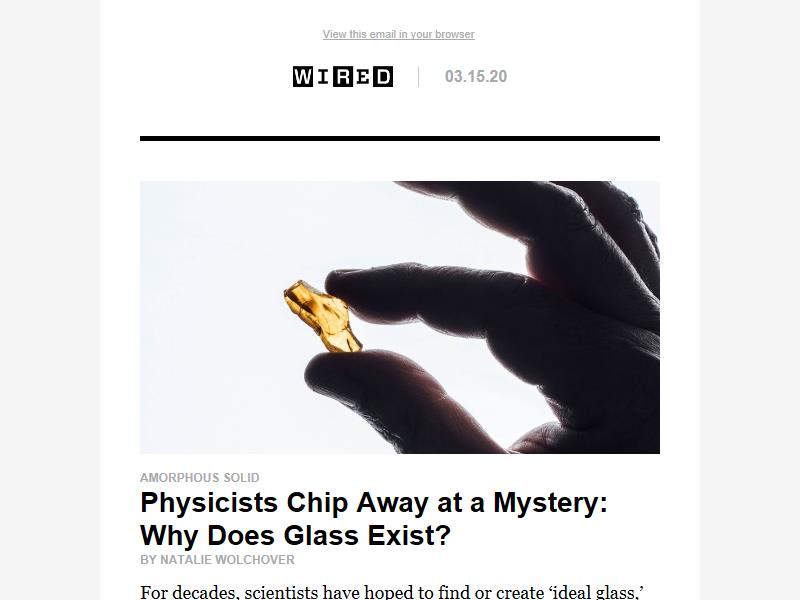 View this email in your browser
WIRED 03.15.20
AMORPHOUS SOLID
Physicists Chip Away at a Mystery:
Why Does Glass Exist?
BY NATALIE WOLCHOVER
For decades, scientists have hoped to find or create ‘ideal glass,’